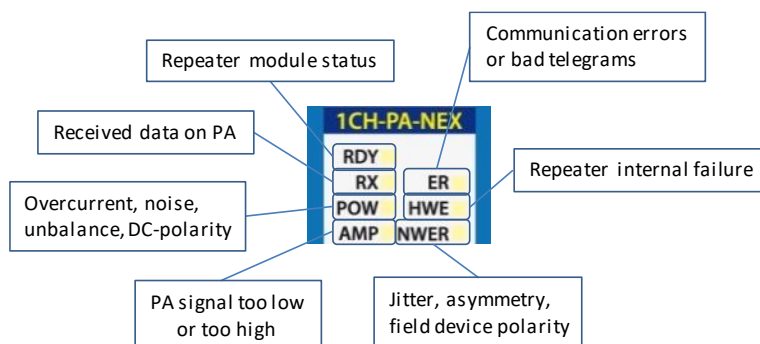 Communication errors
or bad telegrams
Repeater module status
1CH-PA-NEX
Received data on PA
RDY
RX ER
POW HWE
AMP NWER
Repeater internal failure
Overcurrent, noise,
unbalance, DC-polarity
PA signal too low
or too high
Jitter, asymmetry,
field device polarity